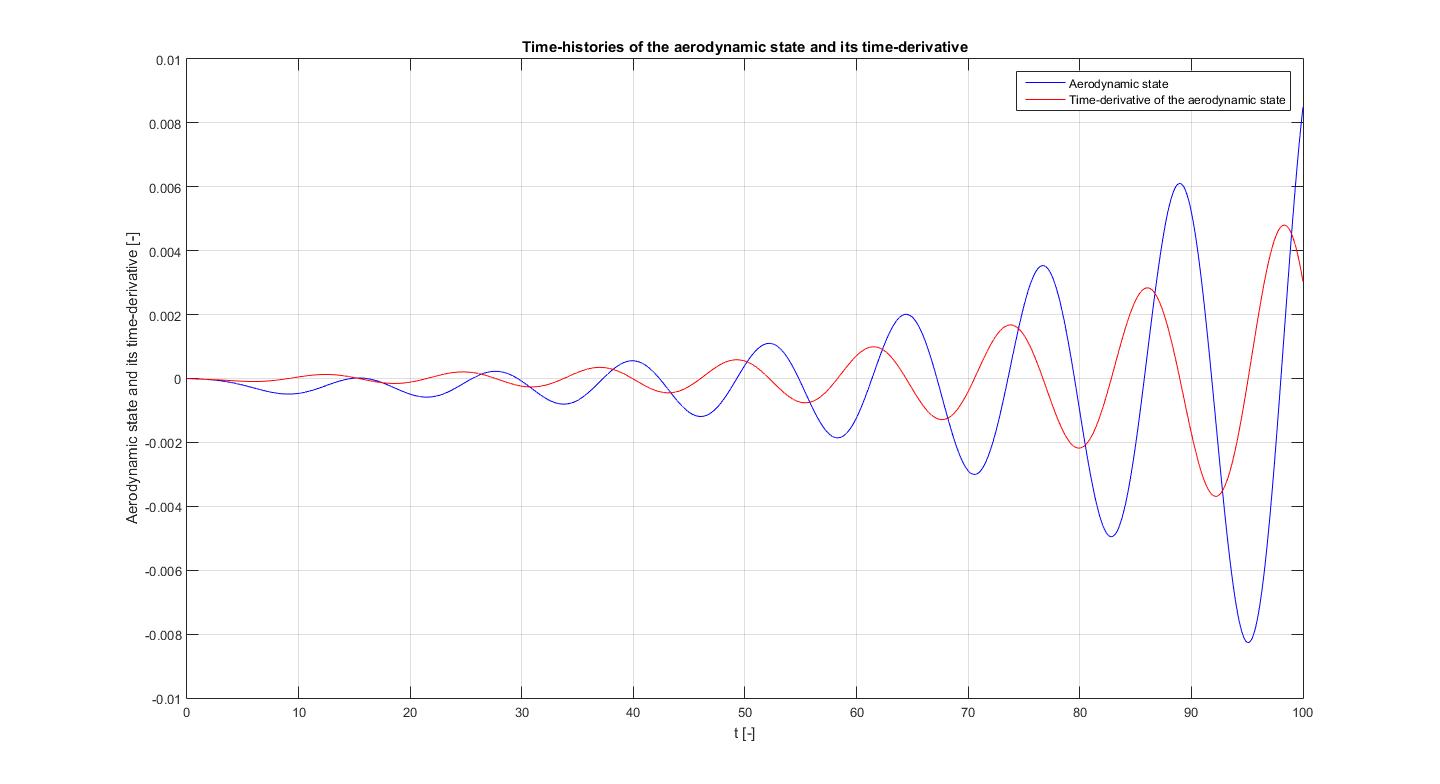 Time-histories of the aerodynamic state and its time-derivative
Aerodynamic state
Time-derivative of the aerodynamic state
Aerodynamic state and its time-derivative [-]
0.01
0.008
0.006
0.004
0.002
0
-0.002
-0.004
-0.006
-0.008
-0.01
0 10 20 30 40 50 60 70 80 90 100
t [-]